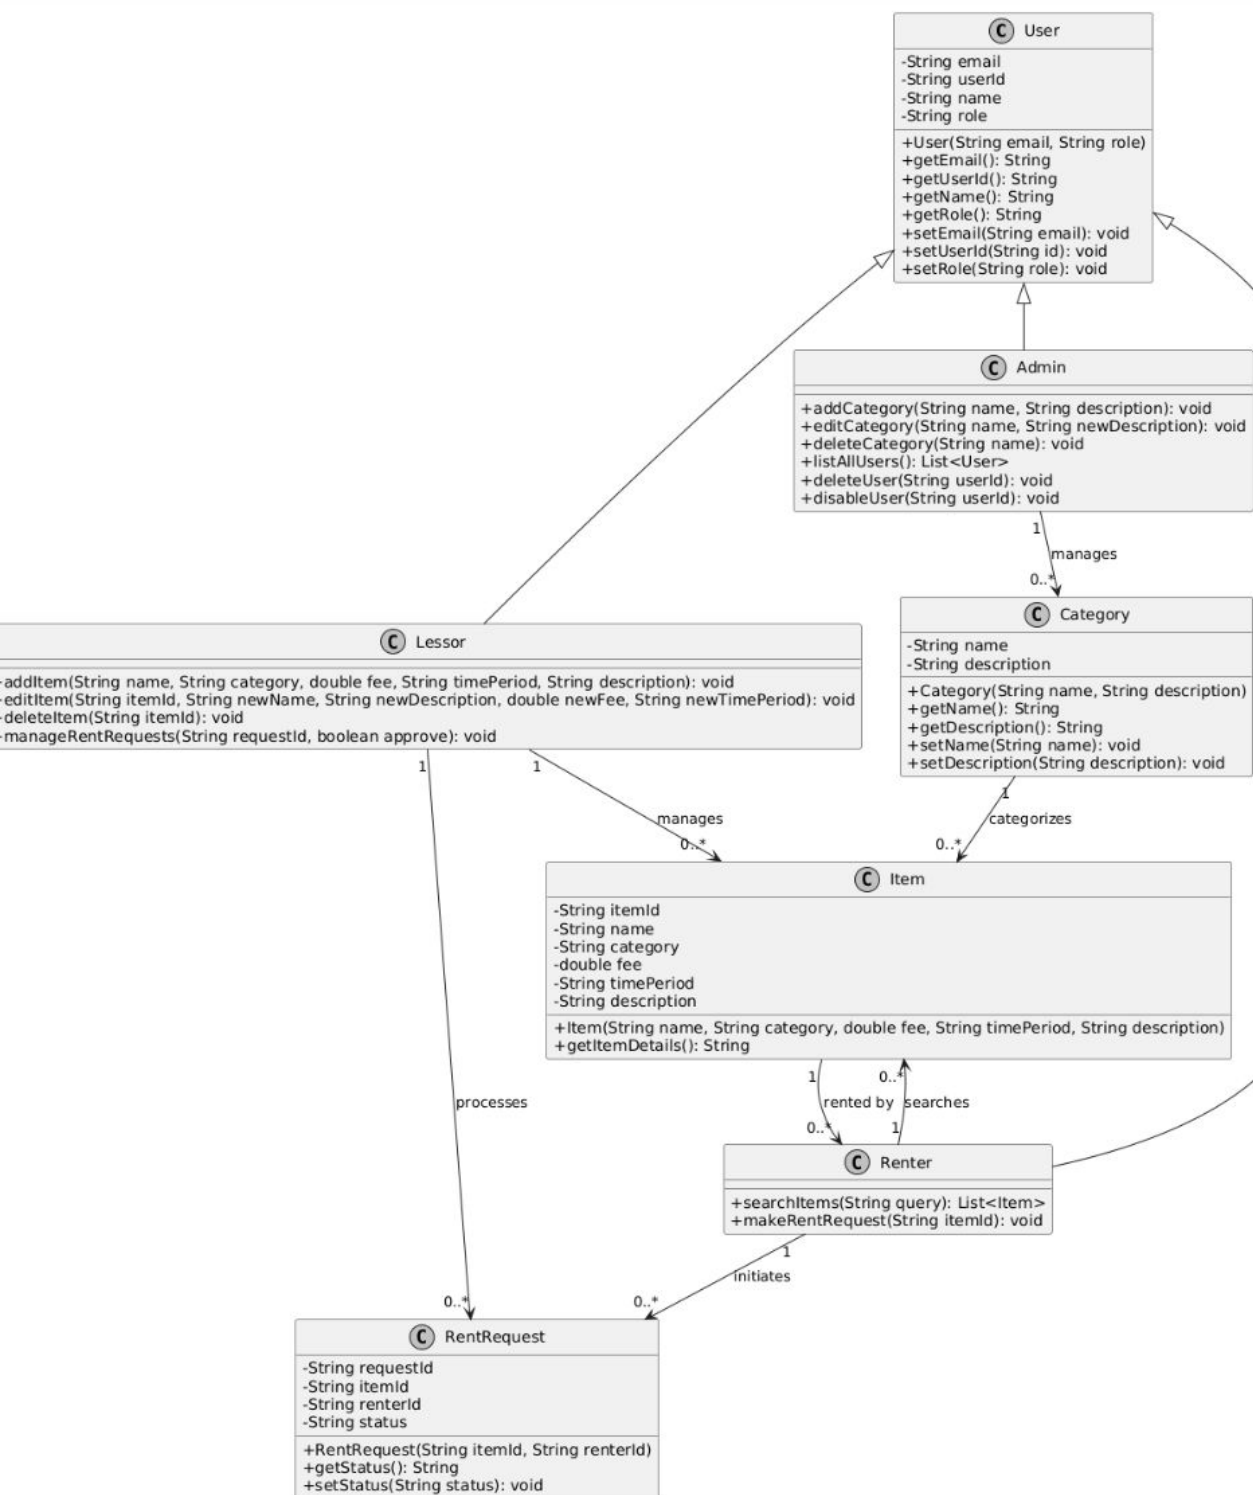 C User
-String email
-String userId
-String name
-String role
+User(String email, String role)
+getEmail(): String
+getUserId(): String
+getName(): String
+getRole(): String
+setEmail(String email): void
+setUserId(String id): void
+setRole(String role): void
C Admin
+addCategory(String name, String description): void
+editCategory(String name, String newDescription): void
+deleteCategory(String name): void
+listAllUsers(): List<User>
+deleteUser(String userId): void
+disableUser(String userId): void
1
manages
0..*
C Category
-String name
-String description
+Category(String name, String description)
+getName(): String
+getDescription(): String
+setName(String name): void
+setDescription(String description): void
C Lessor
addItem(String name, String category, double fee, String timePeriod, String description): void
editItem(String itemId, String newName, String newDescription, double newFee, String newTimePeriod): void
deleteItem(String itemId): void
manageRentRequests(String requestId, boolean approve): void
1
1
1
manages
categorizes
0..*
0..*
C Item
-String itemId
-String name
-String category
-double fee
-String timePeriod
-String description
+Item(String name, String category, double fee, String timePeriod, String description)
+getItemDetails(): String
1
0..*
processes
rented by
searches
0..*
1
C Renter
+searchItems(String query): List<Item>
+makeRentRequest(String itemId): void
1
initiates
0..*
0..*
C RentRequest
-String requestId
-String itemId
-String renterId
-String status
+RentRequest(String itemId, String renterId)
+getStatus(): String
+setStatus(String status): void